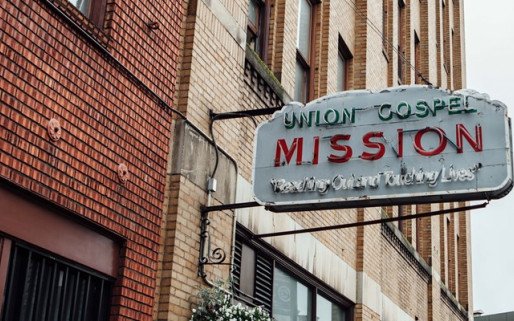 UNION GOSPEL
MISSION
"Reaching Out and Touching Lives"